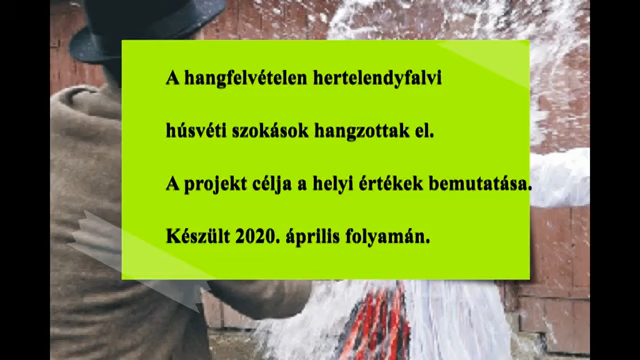 A hangfelvételen hertelendyfalvi
húsvéti szokások hangzottak el.
A projekt célja a helyi értékek bemutatása.
Készült 2020. április folyamán.